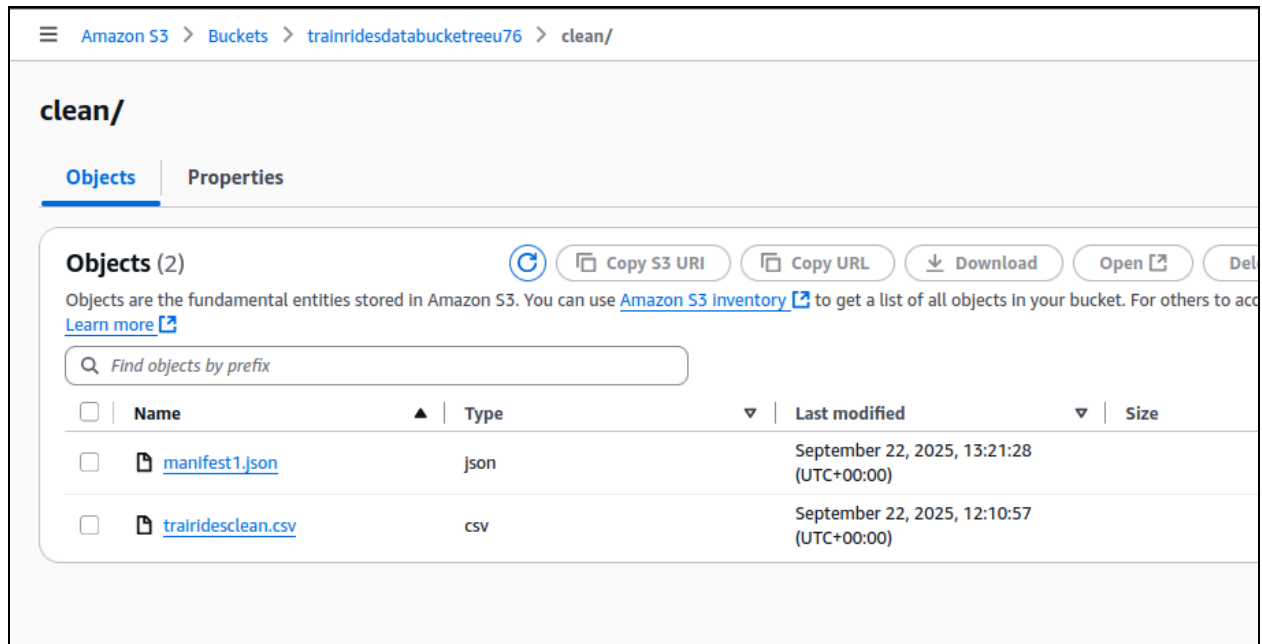 Amazon S3 > Buckets > trainridesdatabucketreeu76 > clean/
clean/
Objects Properties
Objects (2) Copy S3 URI Copy URL Download Open Del
Objects are the fundamental entities stored in Amazon S3. You can use Amazon S3 inventory to get a list of all objects in your bucket. For others to acc
Learn more
Find objects by prefix
Name Type Last modified Size
manifest1.json json September 22, 2025, 13:21:28
(UTC+00:00)
trairidesclean.csv csv September 22, 2025, 12:10:57
(UTC+00:00)